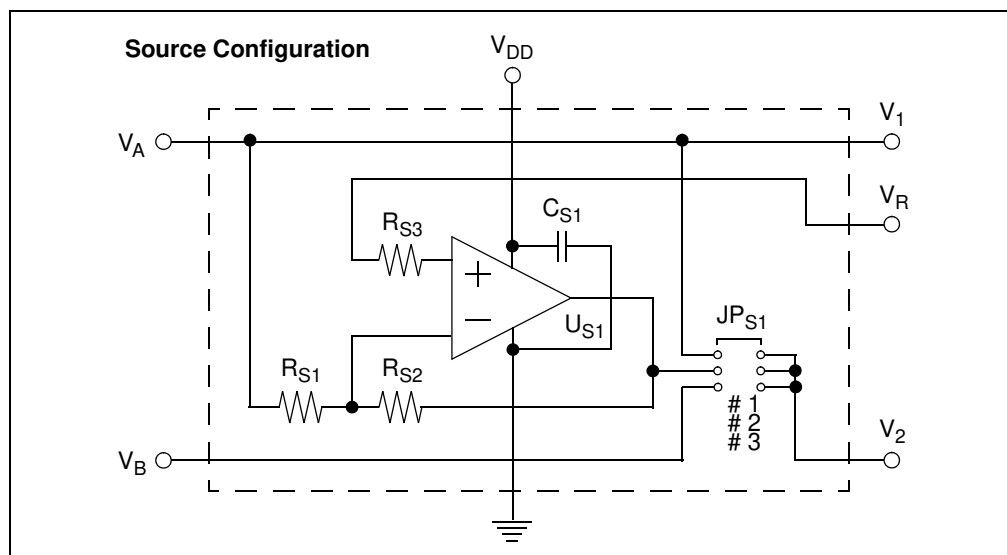 Source Configuration
V_DD
V_A
V_1
V_R
C_S1
R_S3
+
−
U_S1
JP_S1
R_S1
R_S2
# 1
# 2
# 3
V_B
V_2